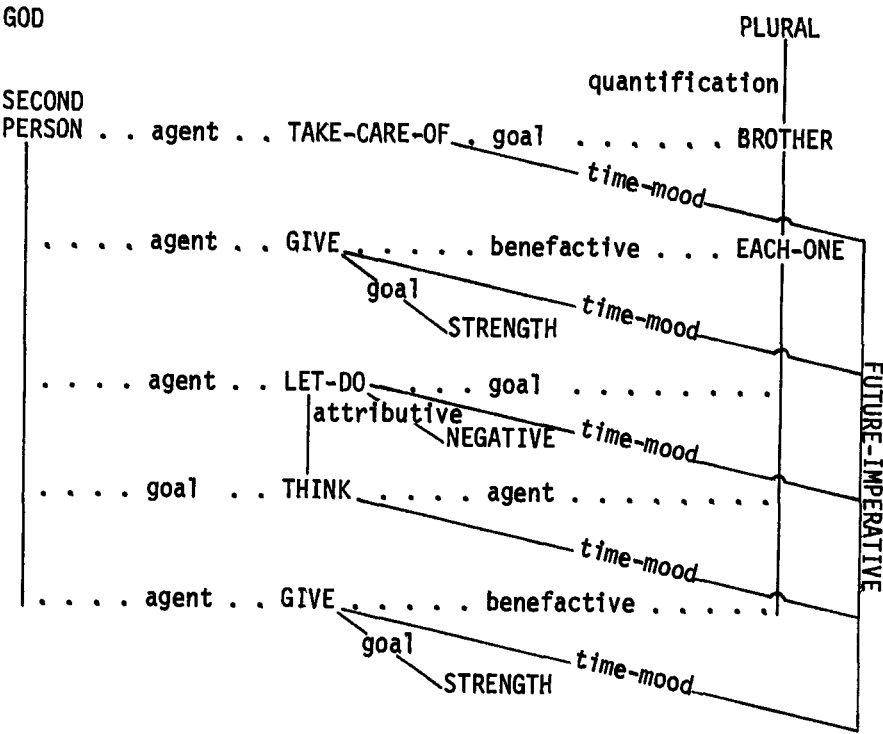 GOD
PLURAL
quantification
SECOND
PERSON . . agent . . TAKE-CARE-OF . goal . . . . . . BROTHER
time-mood
. . . . agent . . GIVE . . . . . benefactive . . . EACH-ONE
goal
STRENGTH
time-mood
. . . . agent . . LET-DO . . . goal . . . . . . . .
attributive
NEGATIVE
time-mood
. . . . goal . . THINK . . . . agent . . . . . . .
time-mood
. . . . agent . . GIVE . . . . . benefactive . . . . .
goal
STRENGTH
time-mood
FUTURE-IMPERATIVE